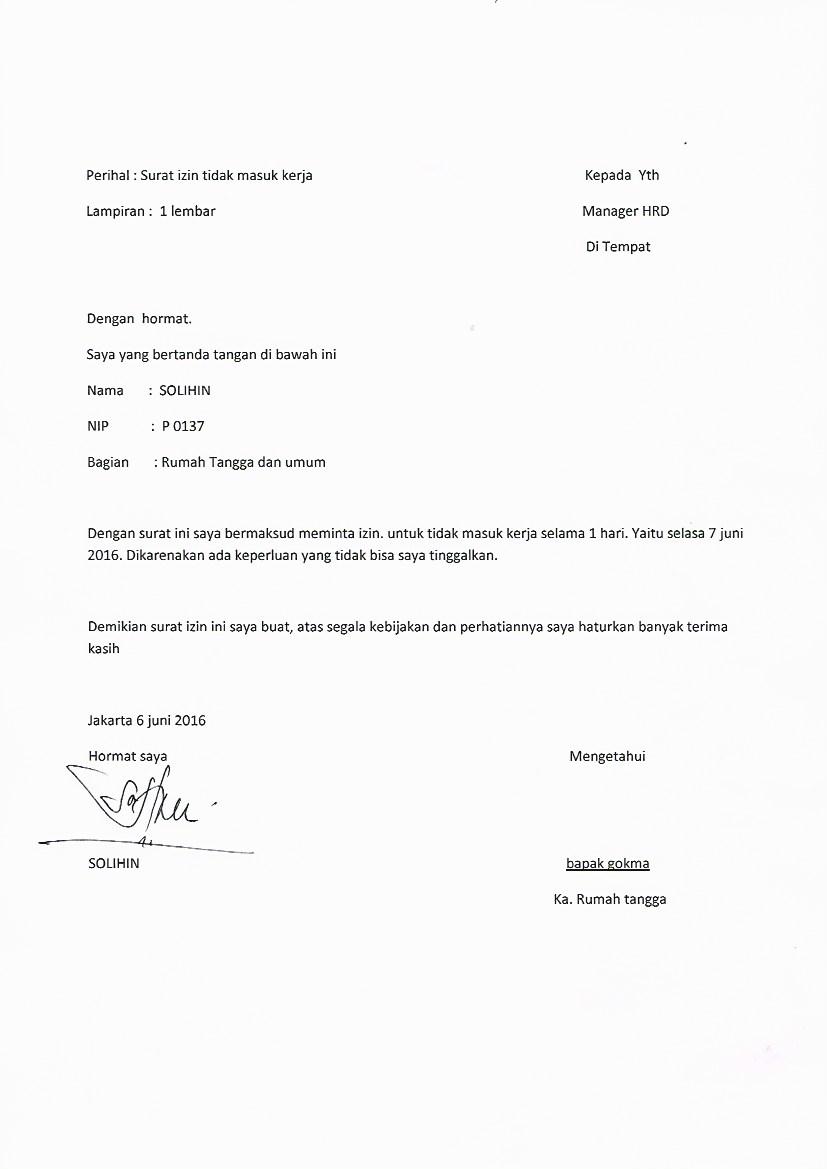 Perihal : Surat izin tidak masuk kerja
Kepada Yth
Lampiran : 1 lembar
Manager HRD
Di Tempat
Dengan hormat.
Saya yang bertanda tangan di bawah ini
Nama : SOLIHIN
NIP : P 0137
Bagian : Rumah Tangga dan umum
Dengan surat ini saya bermaksud meminta izin. untuk tidak masuk kerja selama 1 hari. Yaitu selasa 7 juni
2016. Dikarenakan ada keperluan yang tidak bisa saya tinggalkan.
Demikian surat izin ini saya buat, atas segala kebijakan dan perhatiannya saya haturkan banyak terima
kasih
Jakarta 6 juni 2016
Hormat saya
Mengetahui
SOLIHIN
bapak gokma
Ka. Rumah tangga